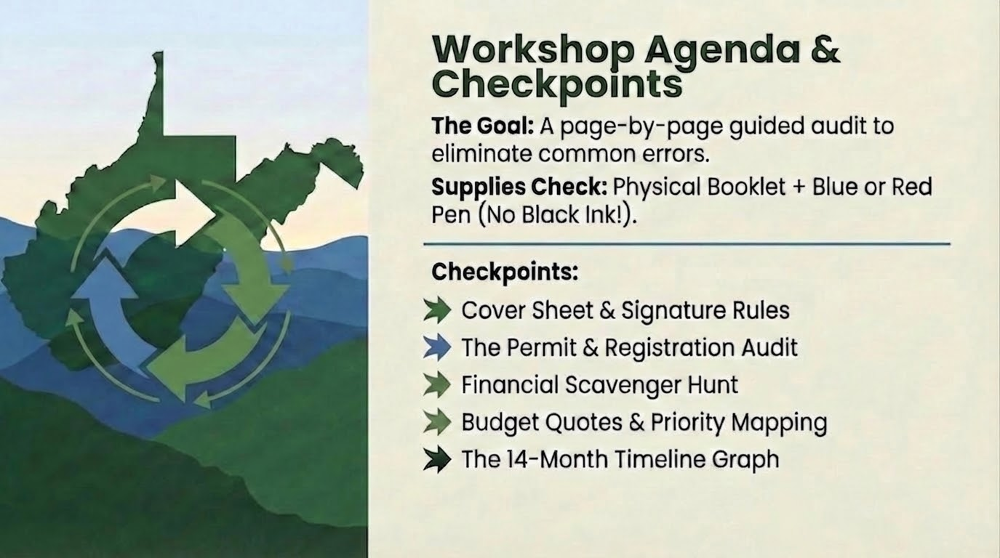 Workshop Agenda &
Checkpoints
The Goal: A page-by-page guided audit to
eliminate common errors.
Supplies Check: Physical Booklet + Blue or Red
Pen (No Black Ink!).
Checkpoints:
Cover Sheet & Signature Rules
The Permit & Registration Audit
Financial Scavenger Hunt
Budget Quotes & Priority Mapping
The 14-Month Timeline Graph